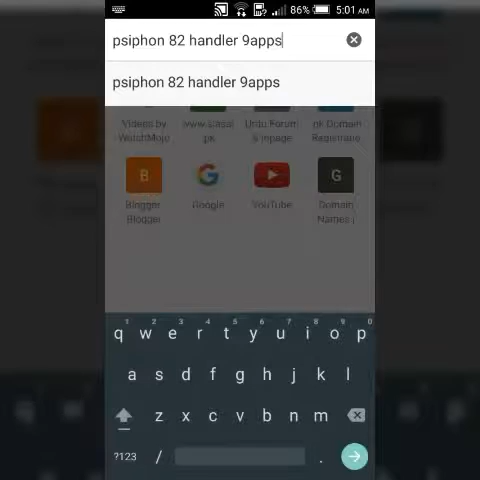 86% 5:01 AM
psiphon 82 handler 9apps
psiphon 82 handler 9apps
Videos by WatchMojo
www.siasat pk
Urdu Forum s inpage
pk Domain Registratio
B
G
Blogger Blogger
Google
YouTube
Domain Names |
1 2 3 4 5 6 7 8 9 0
q w e r t y u i o p
a s d f g h j k l
z x c v b n m
?123 / .